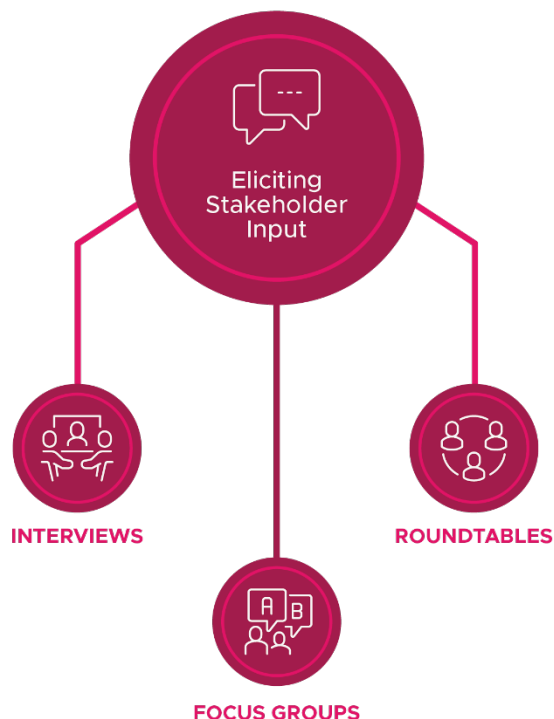 Eliciting
Stakeholder
Input
INTERVIEWS
ROUNDTABLES
A B
FOCUS GROUPS